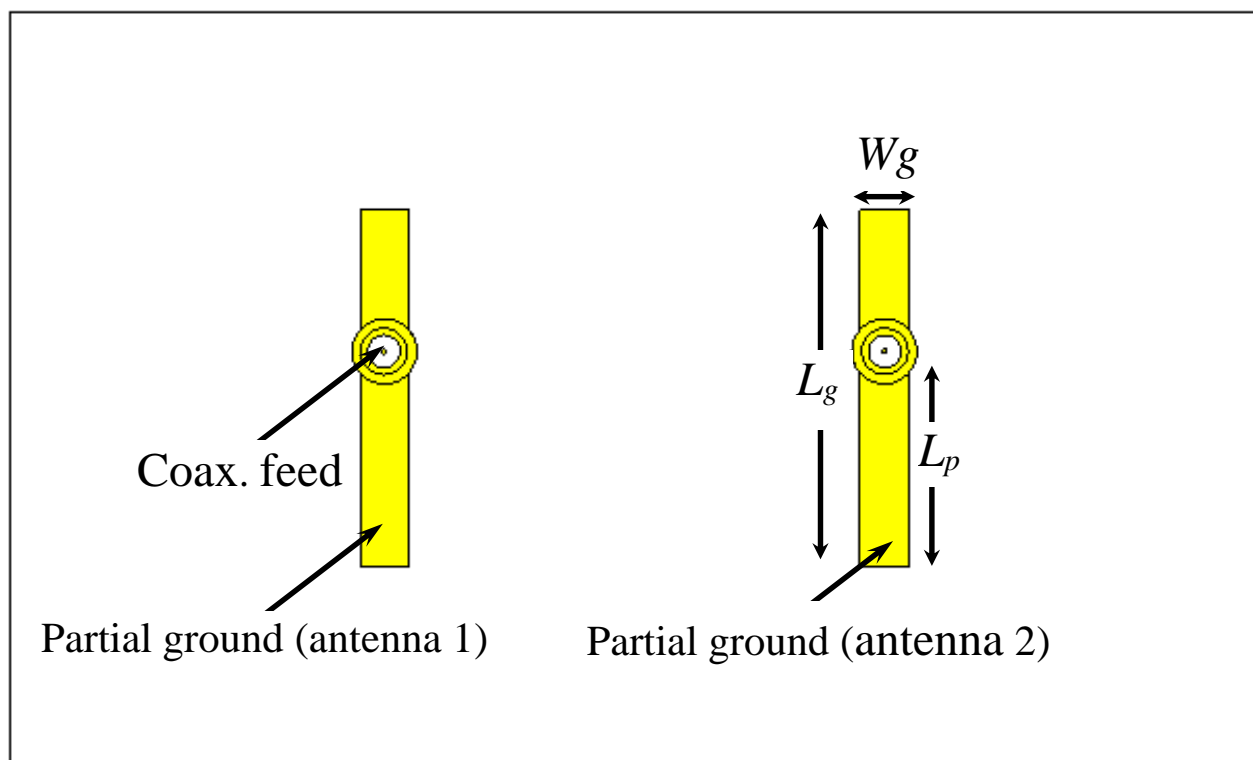 Wg
Lg
Lp
Coax. feed
Partial ground (antenna 1)
Partial ground (antenna 2)